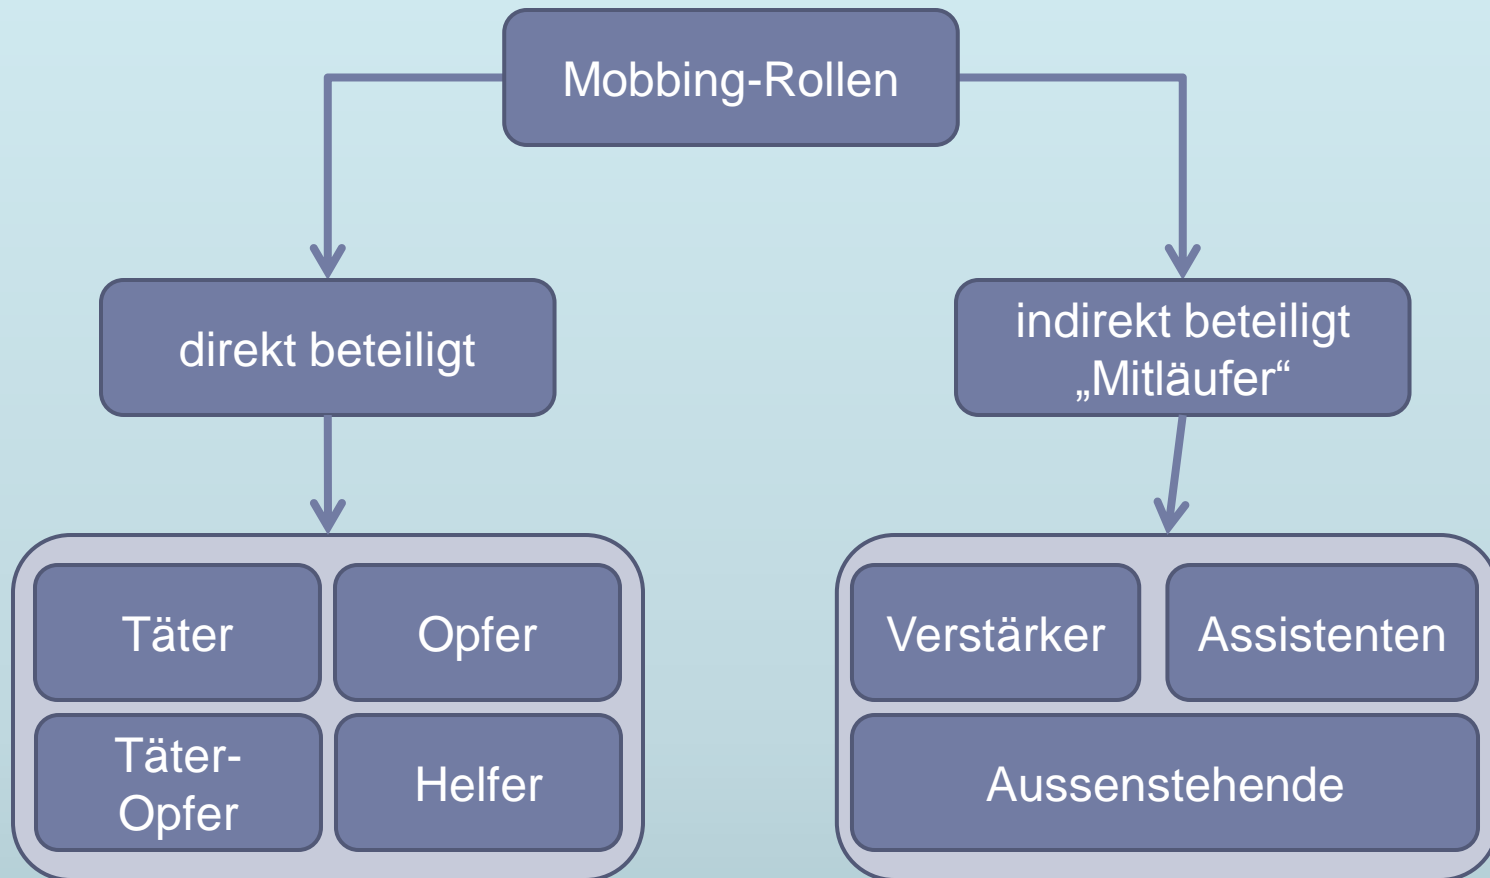 Mobbing-Rollen
direkt beteiligt
indirekt beteiligt
„Mitläufer“
Täter
Opfer
Täter-
Opfer
Helfer
Verstärker
Assistenten
Aussenstehende